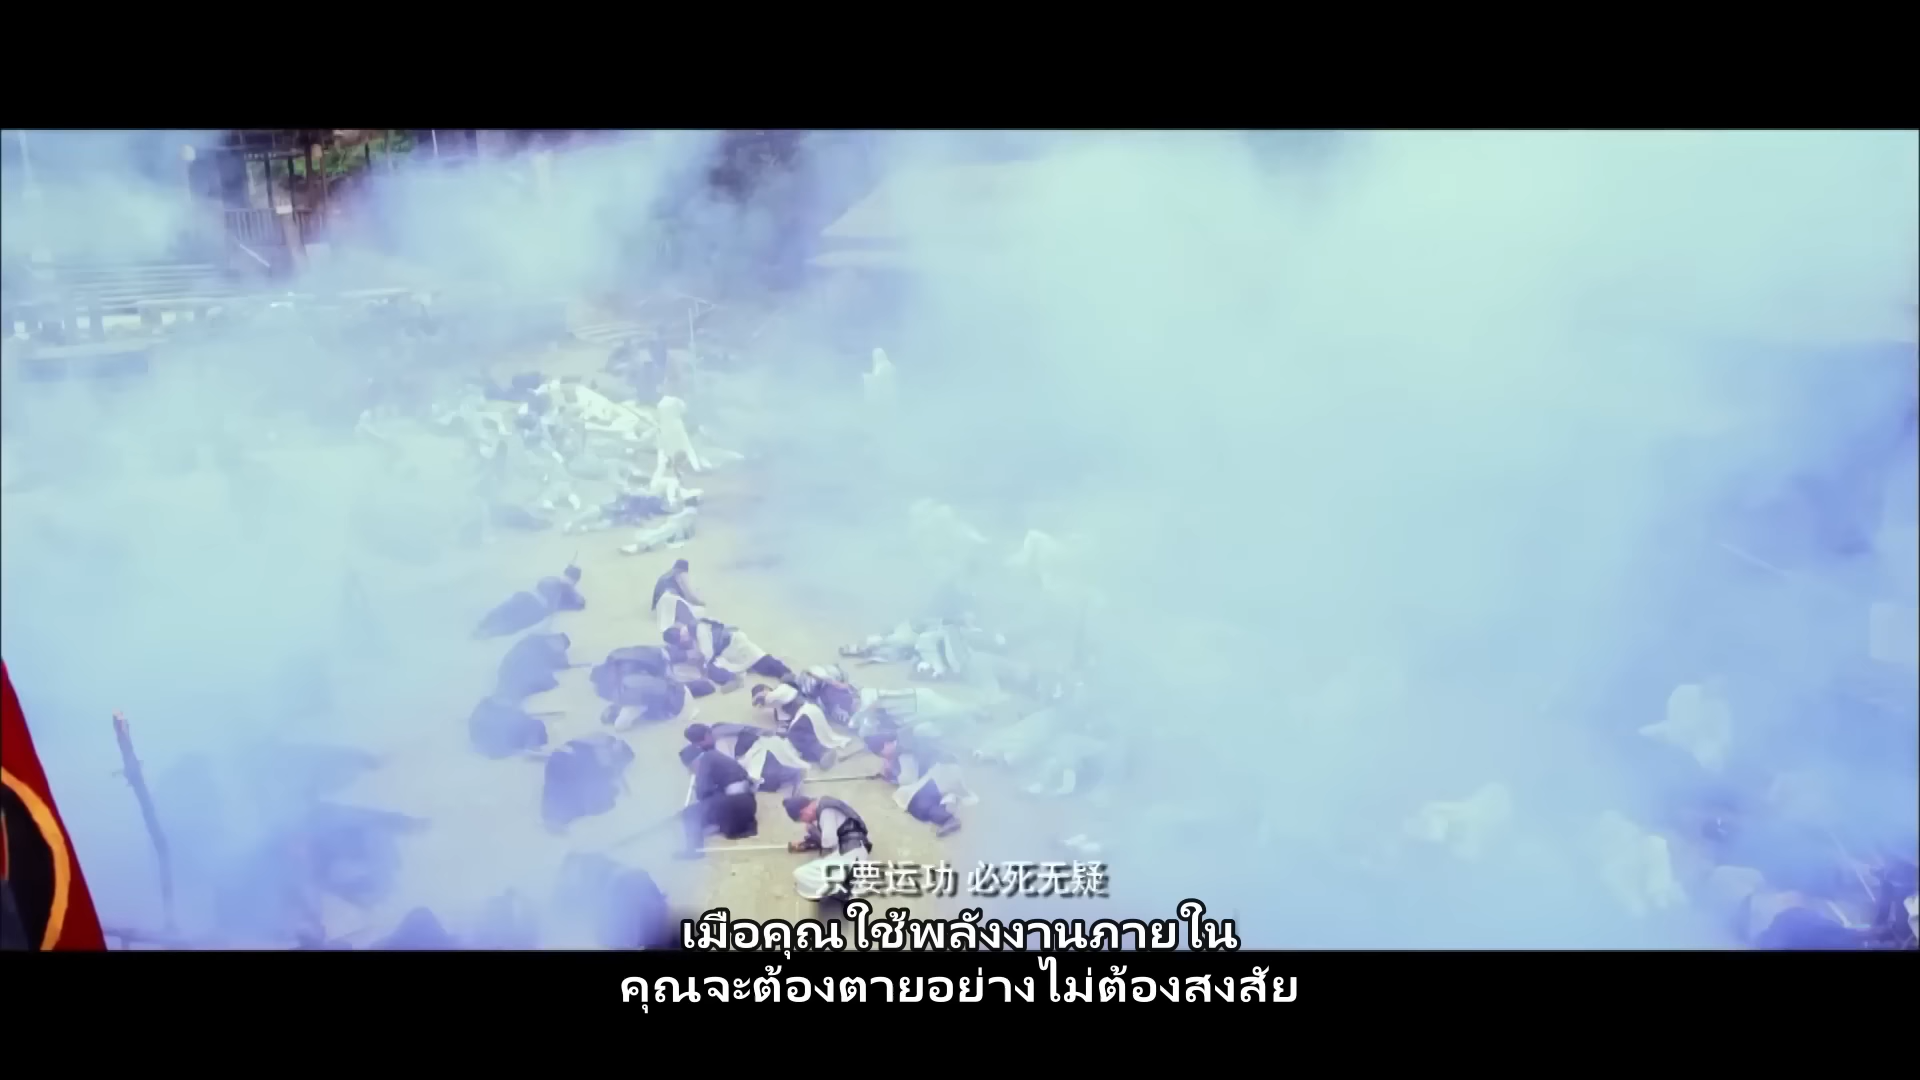 只要运功 必死无疑
เมื่อคุณใช้พลังงานภายใน
คุณจะต้องตายอย่างไม่ต้องสงสัย